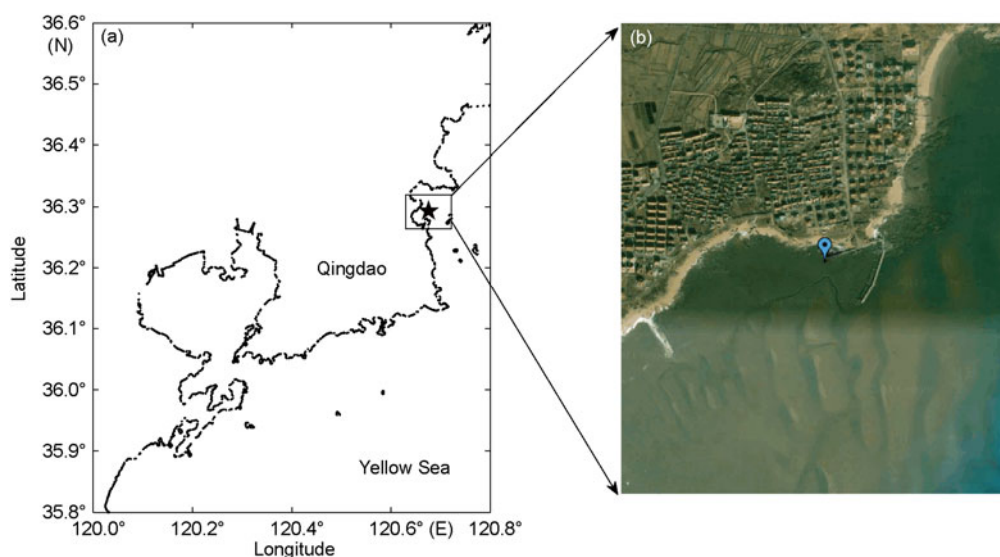 36.6°
(N)
(a)
36.5°
36.4°
36.3°
36.2°
36.1°
36.0°
35.9°
35.8°
Latitude
Qingdao
Yellow Sea
120.0°
120.2°
120.4°
120.6° (E)
120.8°
Longitude
(b)